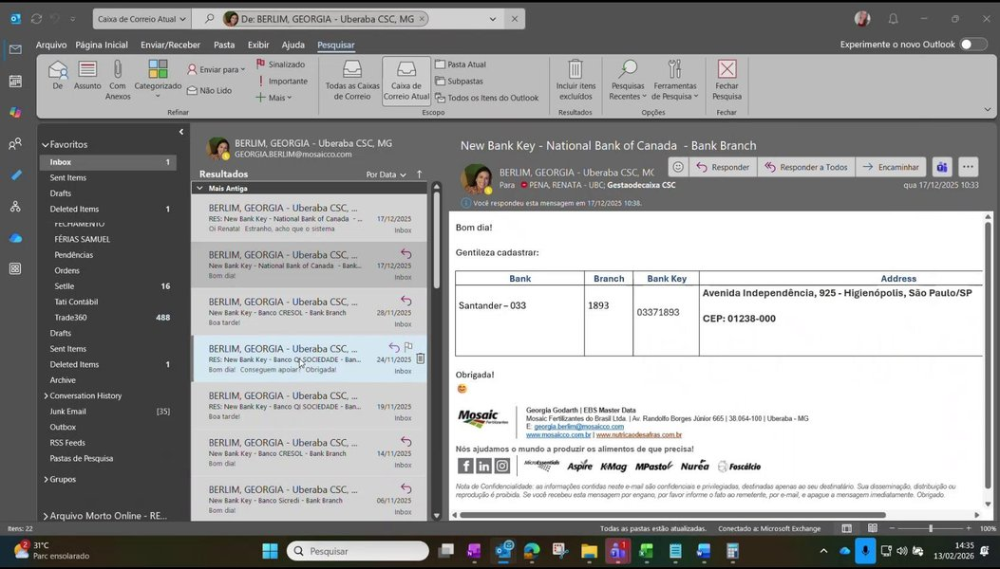 Caixa de Correio Atual
De: BERLIM, GEORGIA - Uberaba CSC, MG
Arquivo Página Inicial Enviar/Receber Pasta Exibir Ajuda Pesquisar
Experimente o novo Outlook
De
Assunto
Com Anexos
Categorizado
Enviar para
Não Lido
Sinalizado
Importante
Mais
Refinar
Todas as Caixas de Correio
Caixa de Correio Atual
Pasta Atual
Subpastas
Todos os Itens do Outlook
Escopo
Incluir itens excluídos
Resultados
Pesquisas Recentes
Ferramentas de Pesquisa
Opções
Fechar Pesquisa
Fechar
Favoritos
Inbox 1
Sent Items
Drafts
Deleted Items 1
FECHAMENTO
FÉRIAS SAMUEL
Pendências
Ordens
Setlle 16
Tati Contábil
Trade360 488
Drafts
Sent Items
Deleted Items 1
Archive
Conversation History
Junk Email [35]
Outbox
RSS Feeds
Pastas de Pesquisa
Grupos
Arquivo Morto Online - RE...
BERLIM, GEORGIA - Uberaba CSC, MG
GEORGIA.BERLIM@mosaicco.com
Resultados Por Data
Mais Antiga
BERLIM, GEORGIA - Uberaba CSC, ...
RES: New Bank Key - National Bank of Canada - ... 17/12/2025
Oi Renata! Estranho, acho que o sistema Inbox
BERLIM, GEORGIA - Uberaba CSC, ...
New Bank Key - National Bank of Canada - Bank... 17/12/2025
Bom dia! Inbox
BERLIM, GEORGIA - Uberaba CSC, ...
New Bank Key - Banco CRESOL - Bank Branch 28/11/2025
Boa tarde! Inbox
BERLIM, GEORGIA - Uberaba CSC, ...
RES: New Bank Key - Banco QI SOCIEDADE - Ban... 24/11/2025
Bom dia! Conseguem apoiar? Obrigada! Inbox
BERLIM, GEORGIA - Uberaba CSC, ...
New Bank Key - Banco QI SOCIEDADE - Ban... 19/11/2025
Boa tarde! Inbox
BERLIM, GEORGIA - Uberaba CSC, ...
New Bank Key - Banco CRESOL - Bank Branch 14/11/2025
Bom dia! Inbox
BERLIM, GEORGIA - Uberaba CSC, ...
New Bank Key - Banco Sicredi - Bank Branch 06/11/2025
Bom dia! Inbox
New Bank Key - National Bank of Canada - Bank Branch
BERLIM, GEORGIA - Uberaba CSC, MG
Responder Responder a Todos Encaminhar
Para PENA, RENATA - UBC; Gestaodecaixa CSC
qua 17/12/2025 10:33
Você respondeu esta mensagem em 17/12/2025 10:38.
Bom dia!
Gentileza cadastrar:
Bank Branch Bank Key Address
Santander – 033 1893 03371893 Avenida Independência, 925 - Higienópolis, São Paulo/SP
CEP: 01238-000
Obrigada!
Mosaic
Fertilizantes
Georgia Godarth | EBS Master Data
Mosaic Fertilizantes do Brasil Ltda. | Av. Randolfo Borges Júnior 665 | 38.064-100 | Uberaba - MG
E: georgia.berlim@mosaicco.com
www.mosaicco.com.br | www.nutricaodesafras.com.br
Nós ajudamos o mundo a produzir os alimentos de que precisa!
MicroEssentials Aspire K-Mag MPasto Nurea Foscálcio
Nota de Confidencialidade: as informações contidas neste e-mail são confidenciais e privilegiadas, destinadas apenas ao seu destinatário. Sua disseminação, distribuição ou
reprodução é proibida. Se você recebeu esta mensagem por engano, por favor informe o fato ao remetente, por e-mail, e apague a mensagem imediatamente. Obrigado.
Itens: 22
Todas as pastas estão atualizadas. Conectado a: Microsoft Exchange
100%
2
31°C
Parc ensolarado
Pesquisar
14:35
13/02/2026